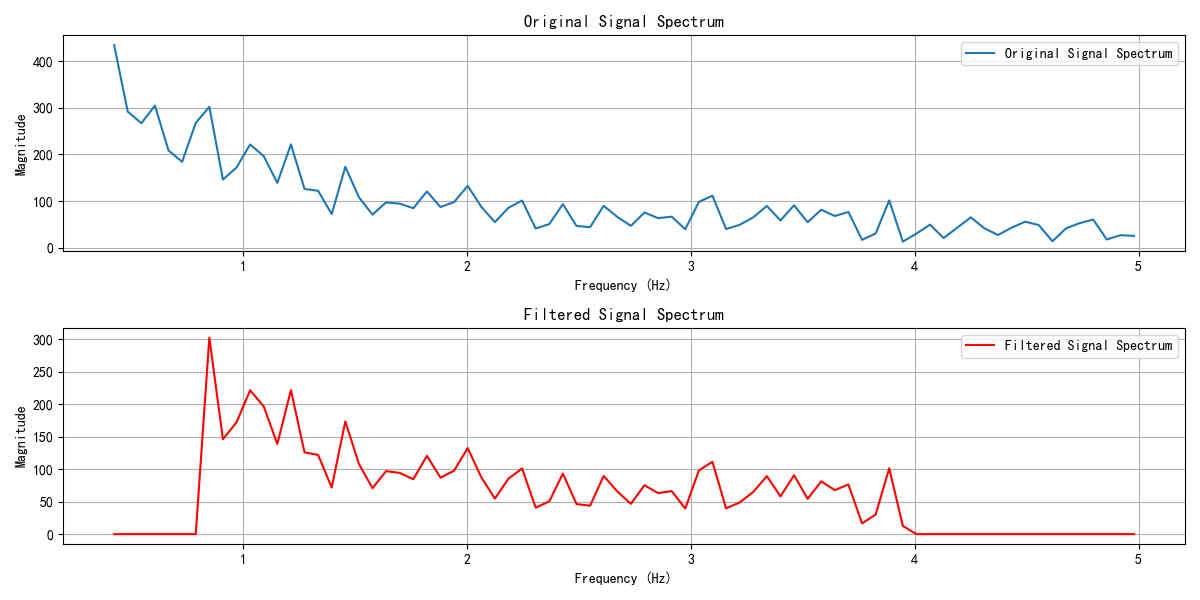 Original Signal Spectrum
Original Signal Spectrum
400
300
200
100
0
Magnitude
1 2 3 4 5
Frequency (Hz)
Filtered Signal Spectrum
Filtered Signal Spectrum
300
250
200
150
100
50
0
Magnitude
1 2 3 4 5
Frequency (Hz)